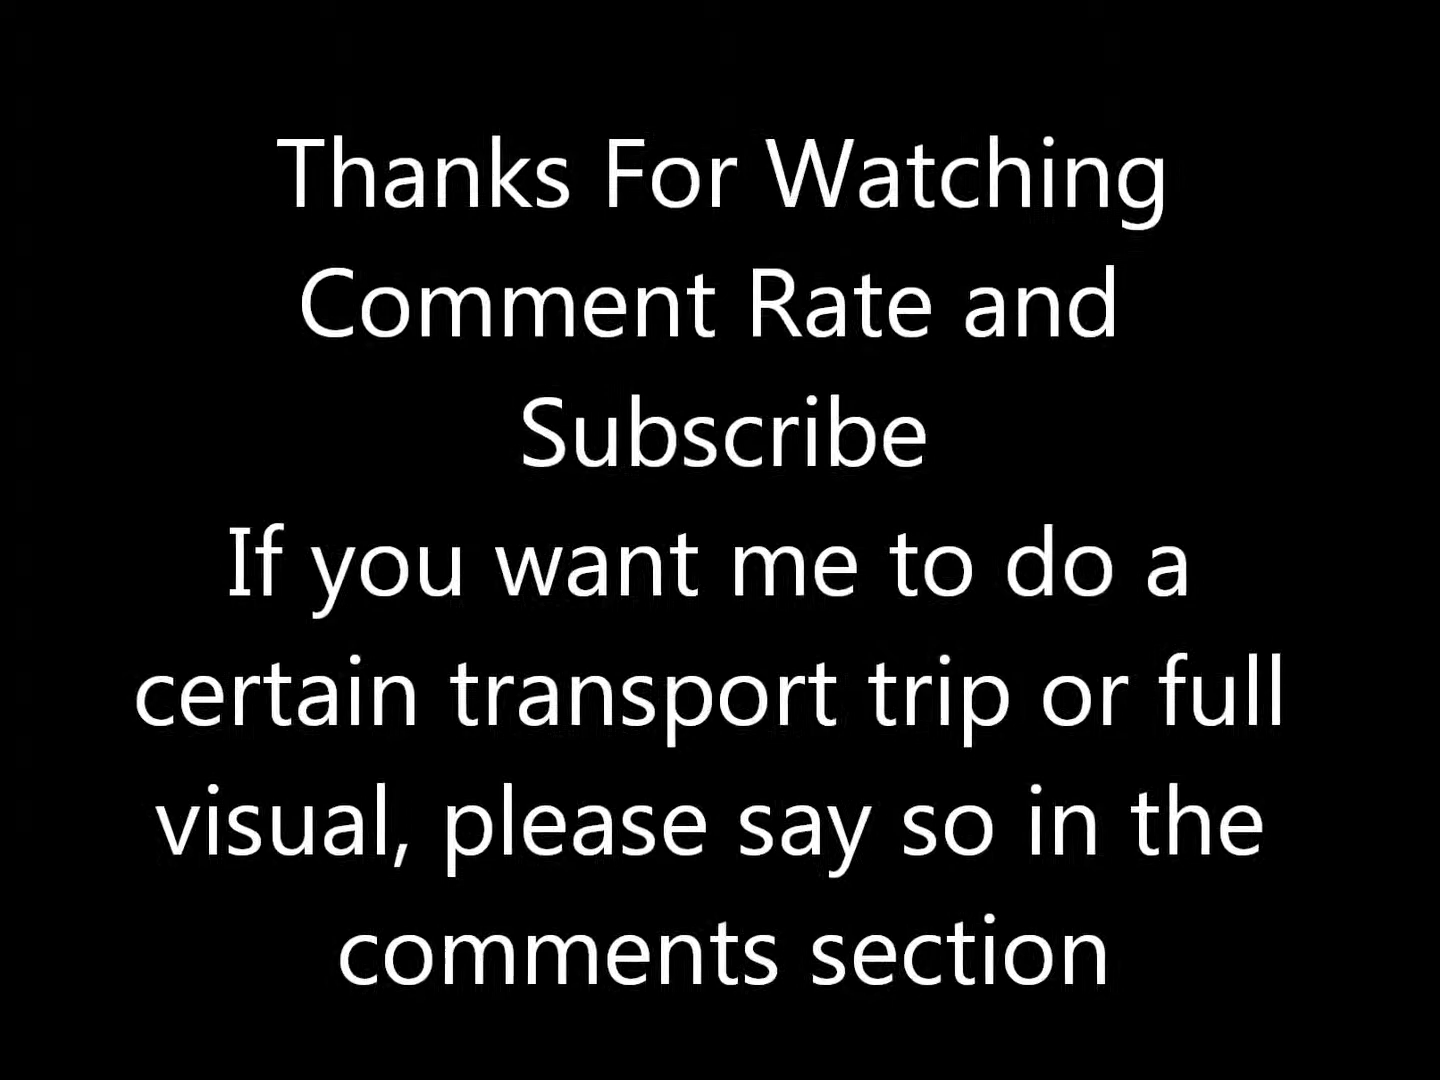 Thanks For Watching
Comment Rate and
Subscribe
If you want me to do a
certain transport trip or full
visual, please say so in the
comments section